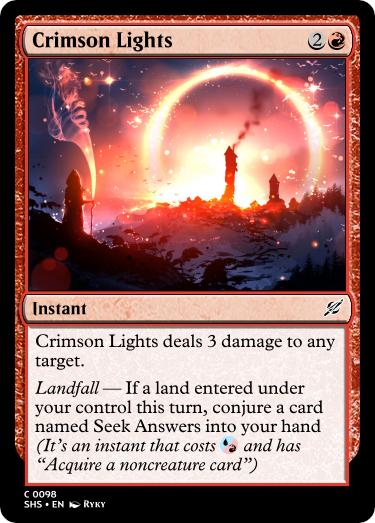 Crimson Lights 2
Instant
Crimson Lights deals 3 damage to any
target.
Landfall — If a land entered under
your control this turn, conjure a card
named Seek Answers into your hand
(It's an instant that costs and has
“Acquire a noncreature card”)
C 0098
SHS • EN Ryky